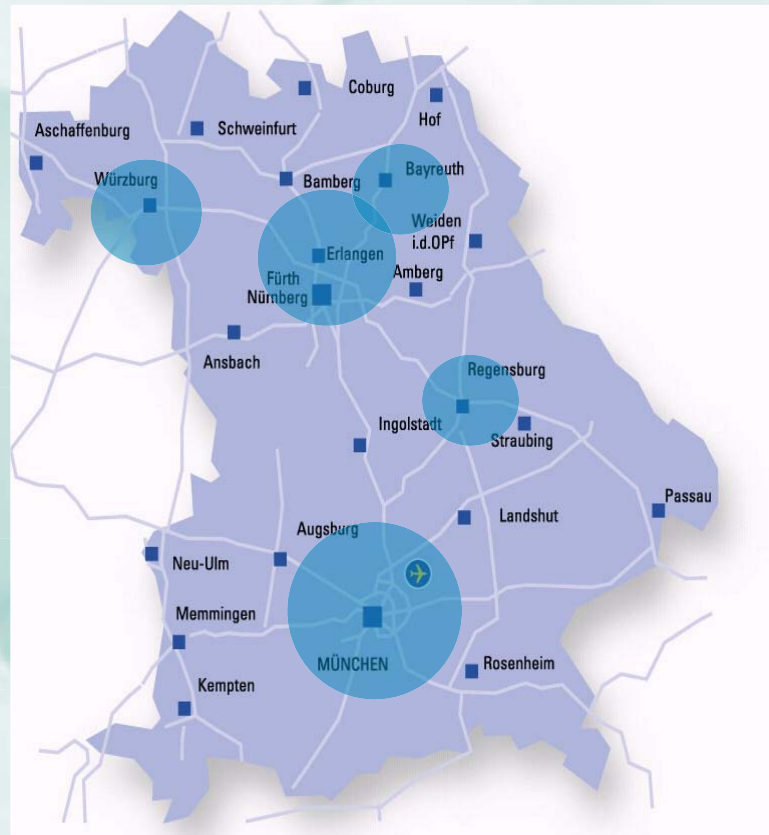 Coburg
Hof
Aschaffenburg
Schweinfurt
Würzburg
Bamberg
Bayreuth
Weiden
i.d.OPf
Erlangen
Amberg
Fürth
Nürnberg
Ansbach
Regensburg
Ingolstadt
Straubing
Passau
Landshut
Augsburg
Neu-Ulm
Memmingen
MÜNCHEN
Rosenheim
Kempten